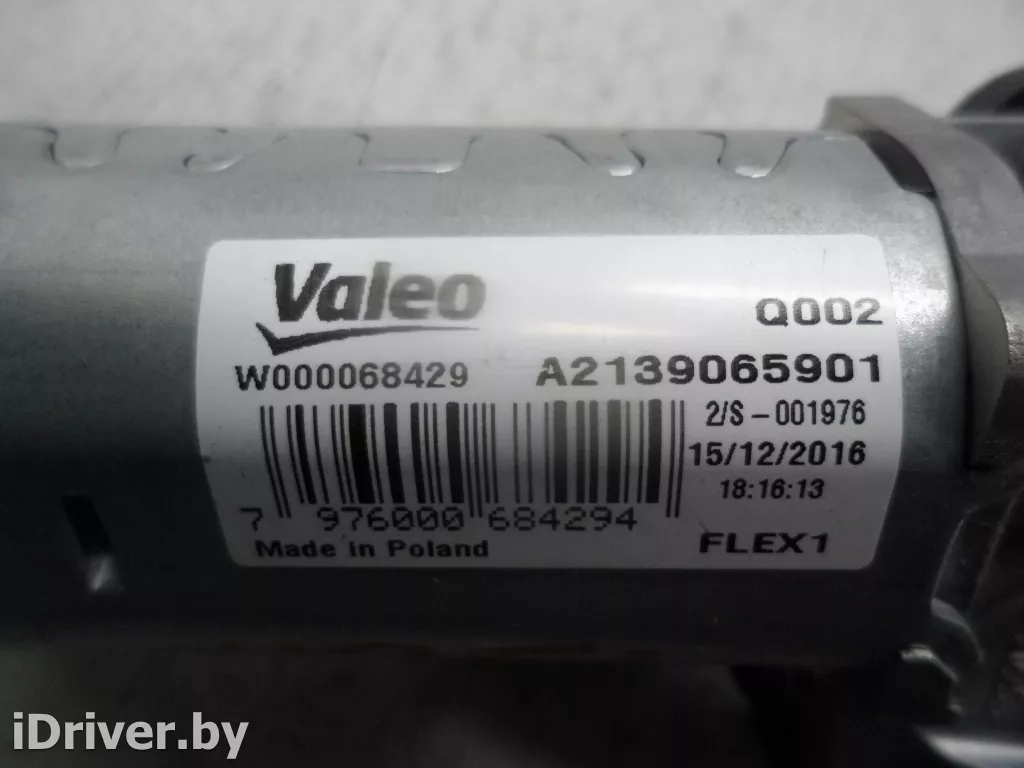 Valeo
Q002
W000068429
A2139065901
2/S-001976
15/12/2016
18:16:13
7 976000 684294
Made in Poland
FLEX1
iDriver.by